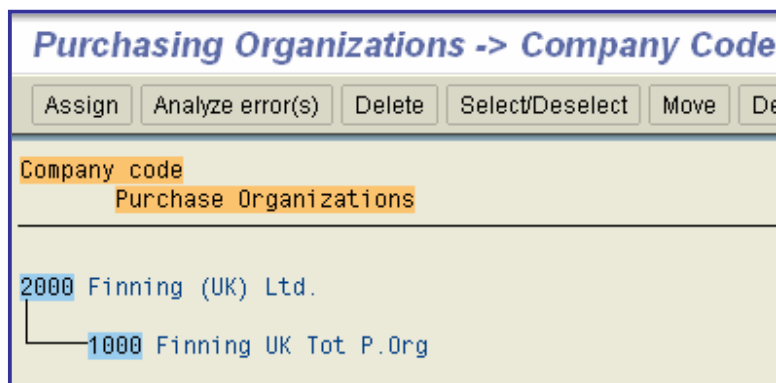 Purchasing Organizations -> Company Code
Assign Analyze error(s) Delete Select/Deselect Move De
Company code
Purchase Organizations
2000 Finning (UK) Ltd.
1000 Finning UK Tot P.Org